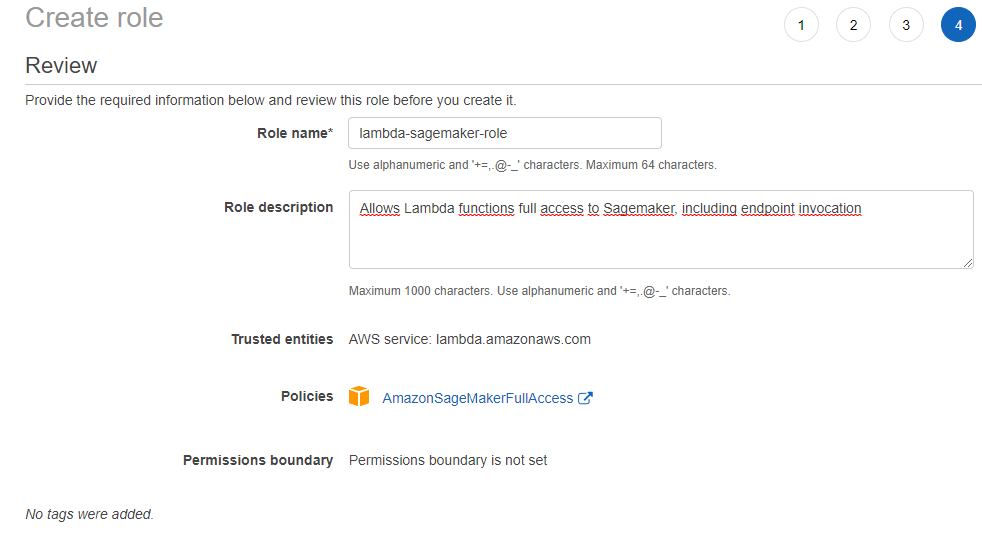 Create role
1 2 3 4
Review
Provide the required information below and review this role before you create it.
Role name* lambda-sagemaker-role
Use alphanumeric and '+=,.@-_' characters. Maximum 64 characters.
Role description Allows Lambda functions full access to Sagemaker, including endpoint invocation
Maximum 1000 characters. Use alphanumeric and '+=,.@-_' characters.
Trusted entities AWS service: lambda.amazonaws.com
Policies AmazonSageMakerFullAccess
Permissions boundary Permissions boundary is not set
No tags were added.